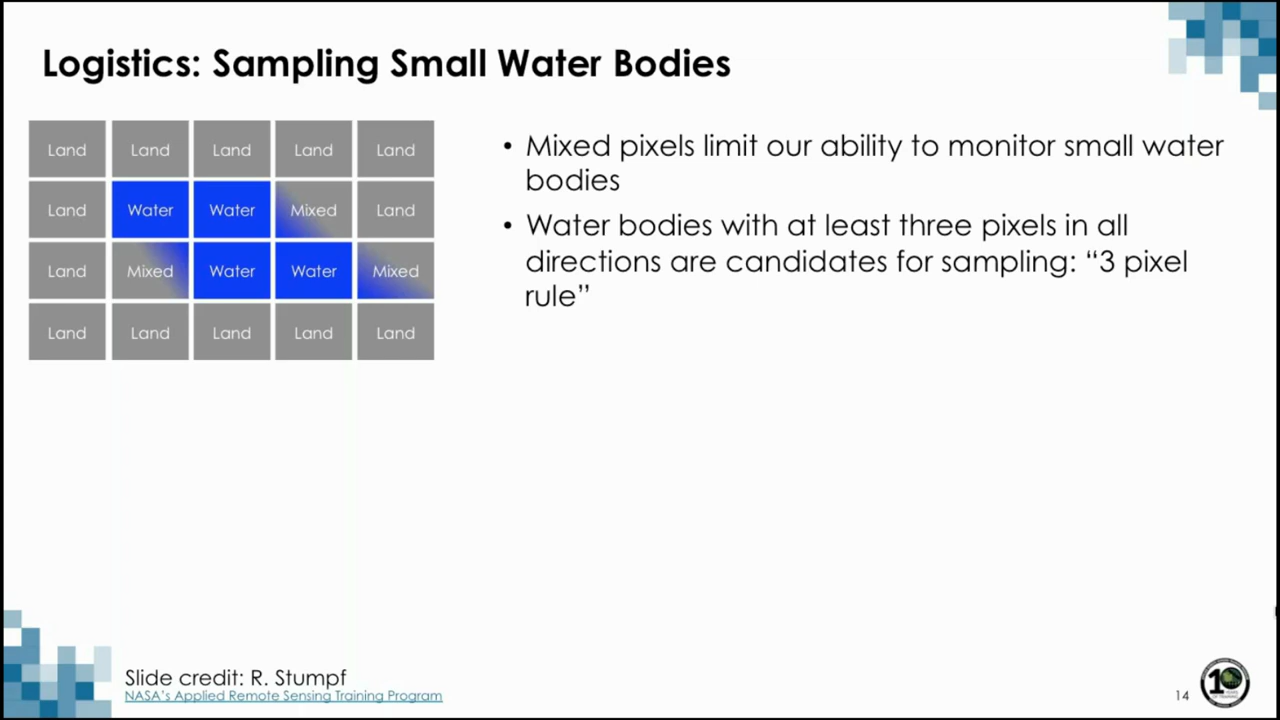 Logistics: Sampling Small Water Bodies
Land Land Land Land Land
Land Water Water Mixed Land
Land Mixed Water Water Mixed
Land Land Land Land Land
• Mixed pixels limit our ability to monitor small water
bodies
• Water bodies with at least three pixels in all
directions are candidates for sampling: “3 pixel
rule”
Slide credit: R. Stumpf
NASA's Applied Remote Sensing Training Program
14